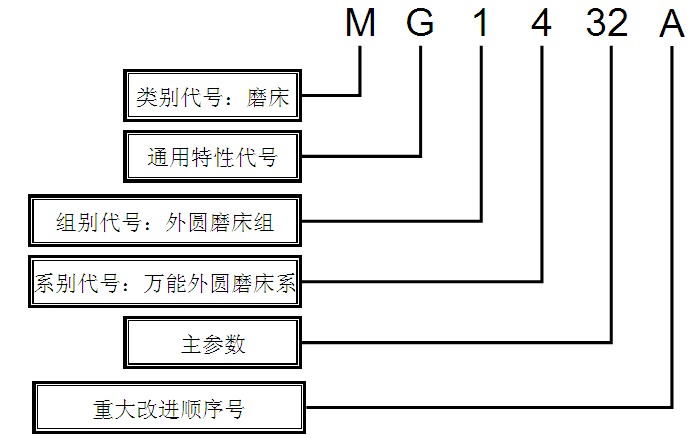 M G 1 4 32 A
类别代号：磨床
通用特性代号
组别代号：外圆磨床组
系别代号：万能外圆磨床系
主参数
重大改进顺序号